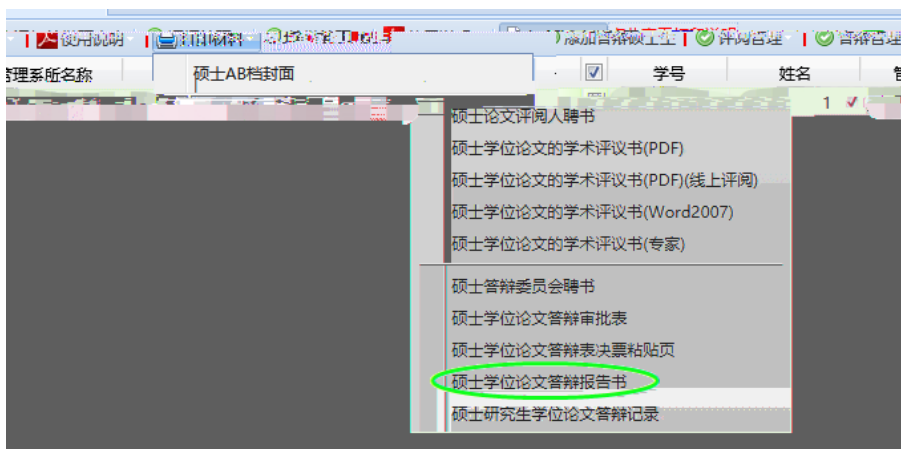 使用说明 打印材料 添加答辩硕士生 评阅管理 答辩管理
管理系所名称 学号 姓名
硕士AB档封面
1
硕士论文评阅人聘书
硕士学位论文的学术评议书(PDF)
硕士学位论文的学术评议书(PDF)(线上评阅)
硕士学位论文的学术评议书(Word2007)
硕士学位论文的学术评议书(专家)
硕士答辩委员会聘书
硕士学位论文答辩审批表
硕士学位论文答辩表决票粘贴页
硕士学位论文答辩报告书
硕士研究生学位论文答辩记录